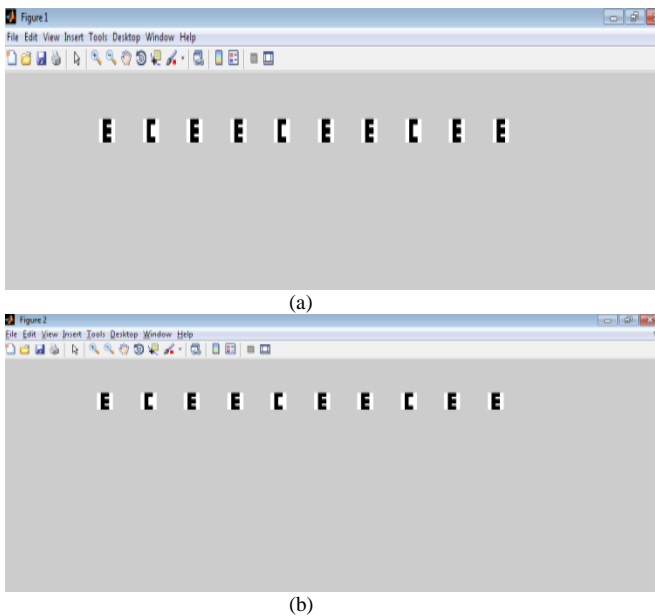 Figure 1
File Edit View Insert Tools Desktop Window Help
E C E E C E E C E E
(a)
Figure 2
File Edit View Insert Tools Desktop Window Help
E C E E C E E C E E
(b)